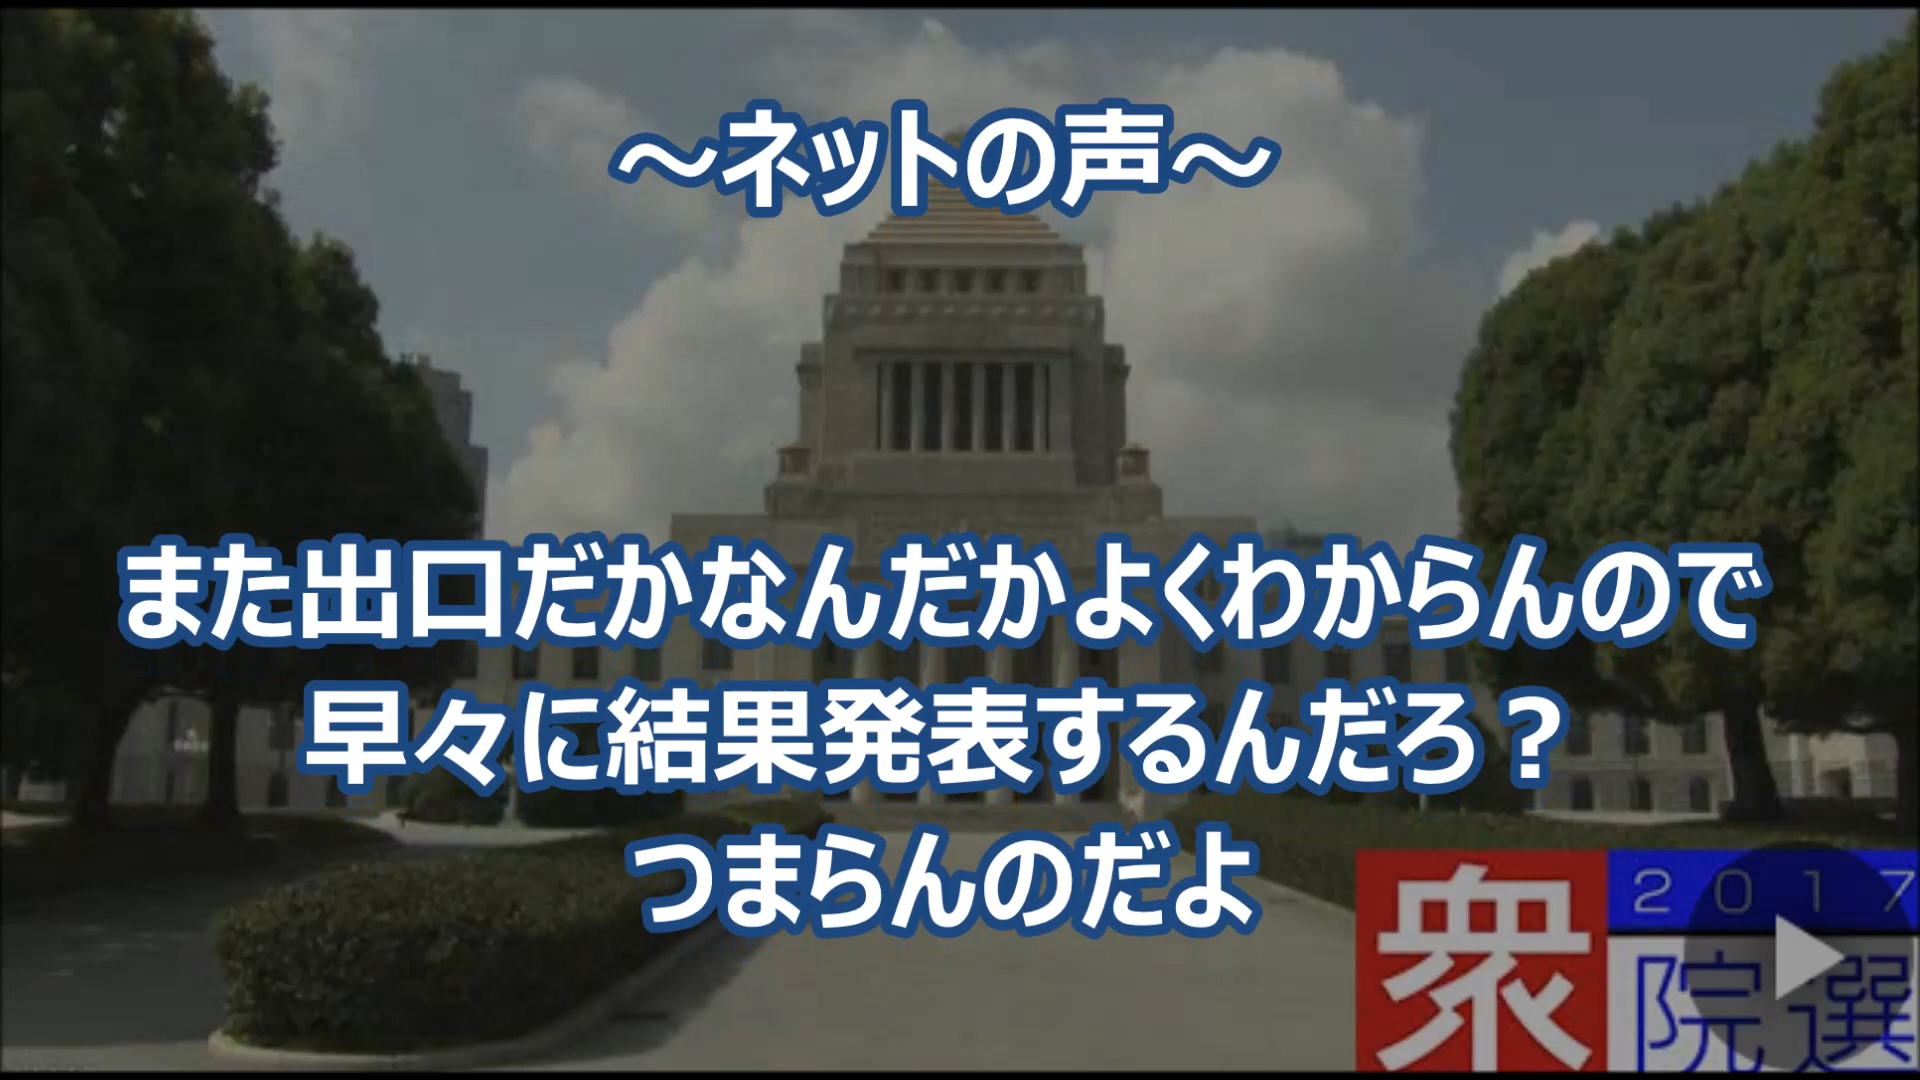 ～ネットの声～
また出口だかなんだかよくわからんので
早々に結果発表するんだろ？
つまらんのだよ
衆
2017
院選